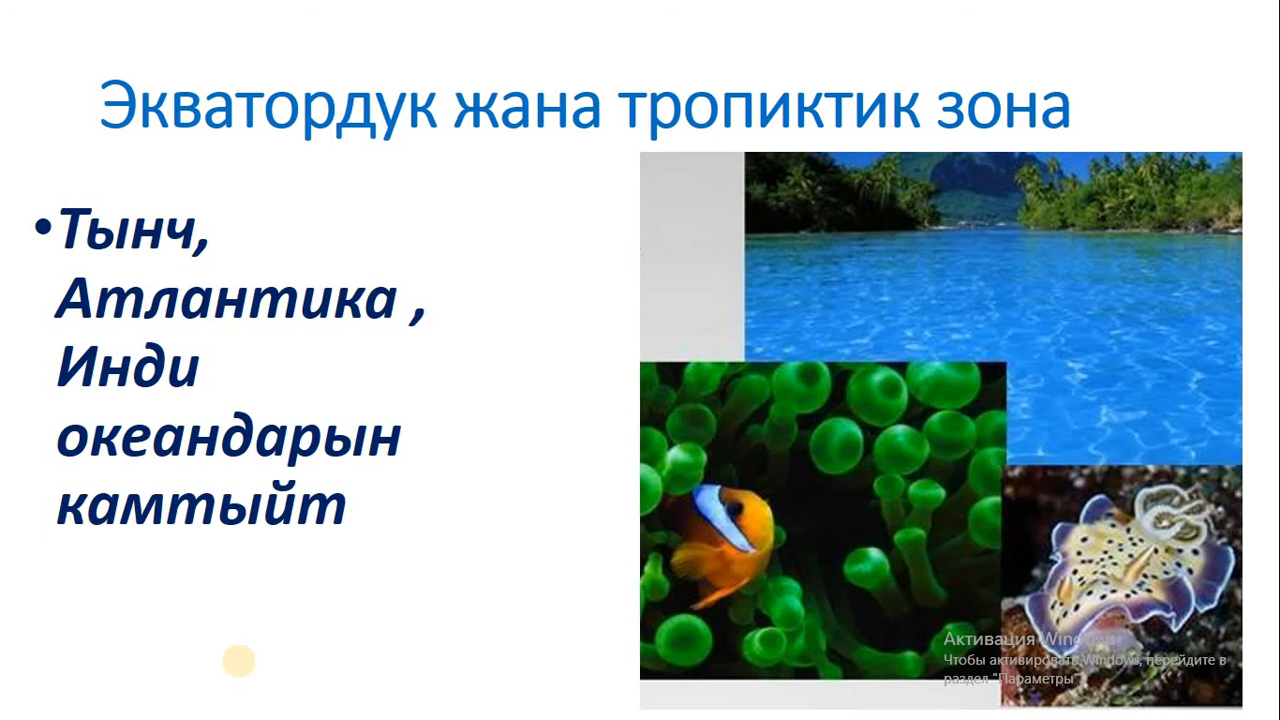 Экватордук жана тропиктик зона
•Тынч,
Атлантика ,
Инди
океандарын
камтыйт
Активация Windows
Чтобы активировать Windows, перейдите в
раздел "Параметры".